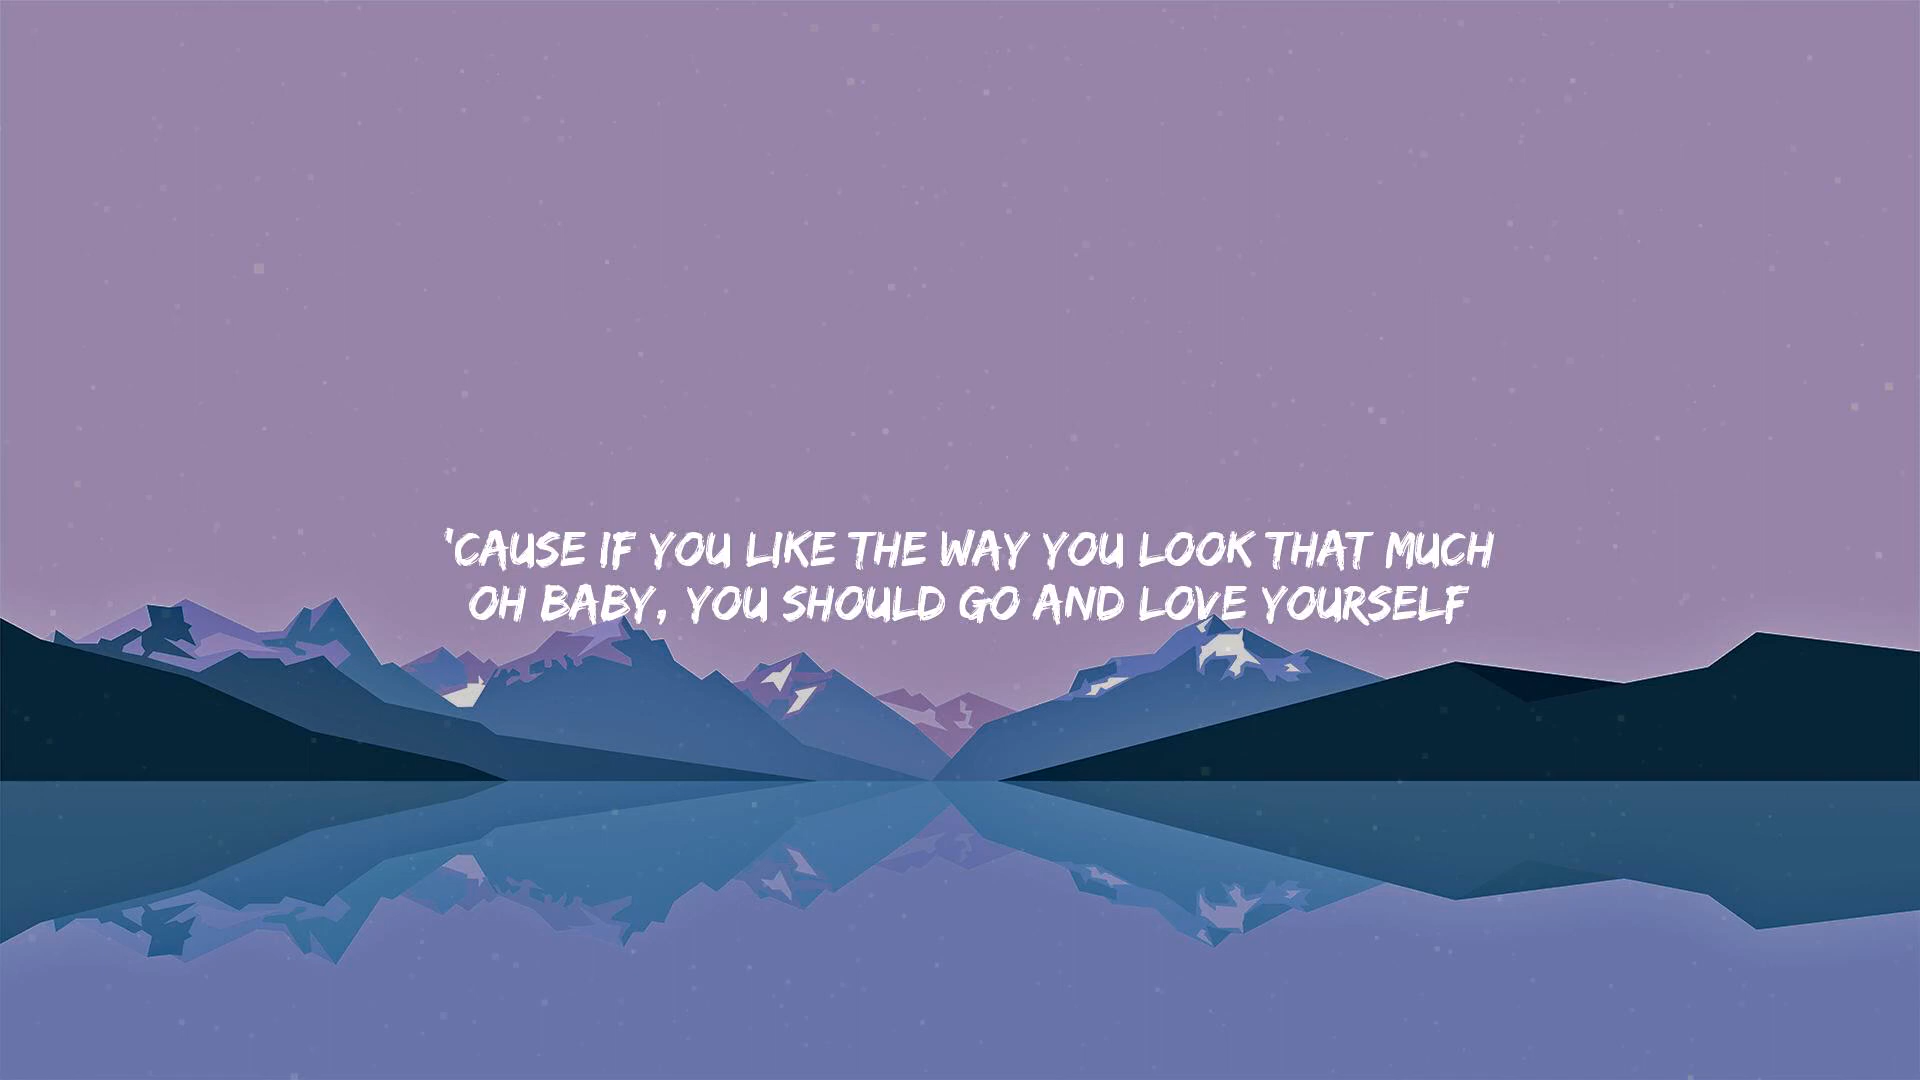 'CAUSE IF YOU LIKE THE WAY YOU LOOK THAT MUCH
OH BABY, YOU SHOULD GO AND LOVE YOURSELF